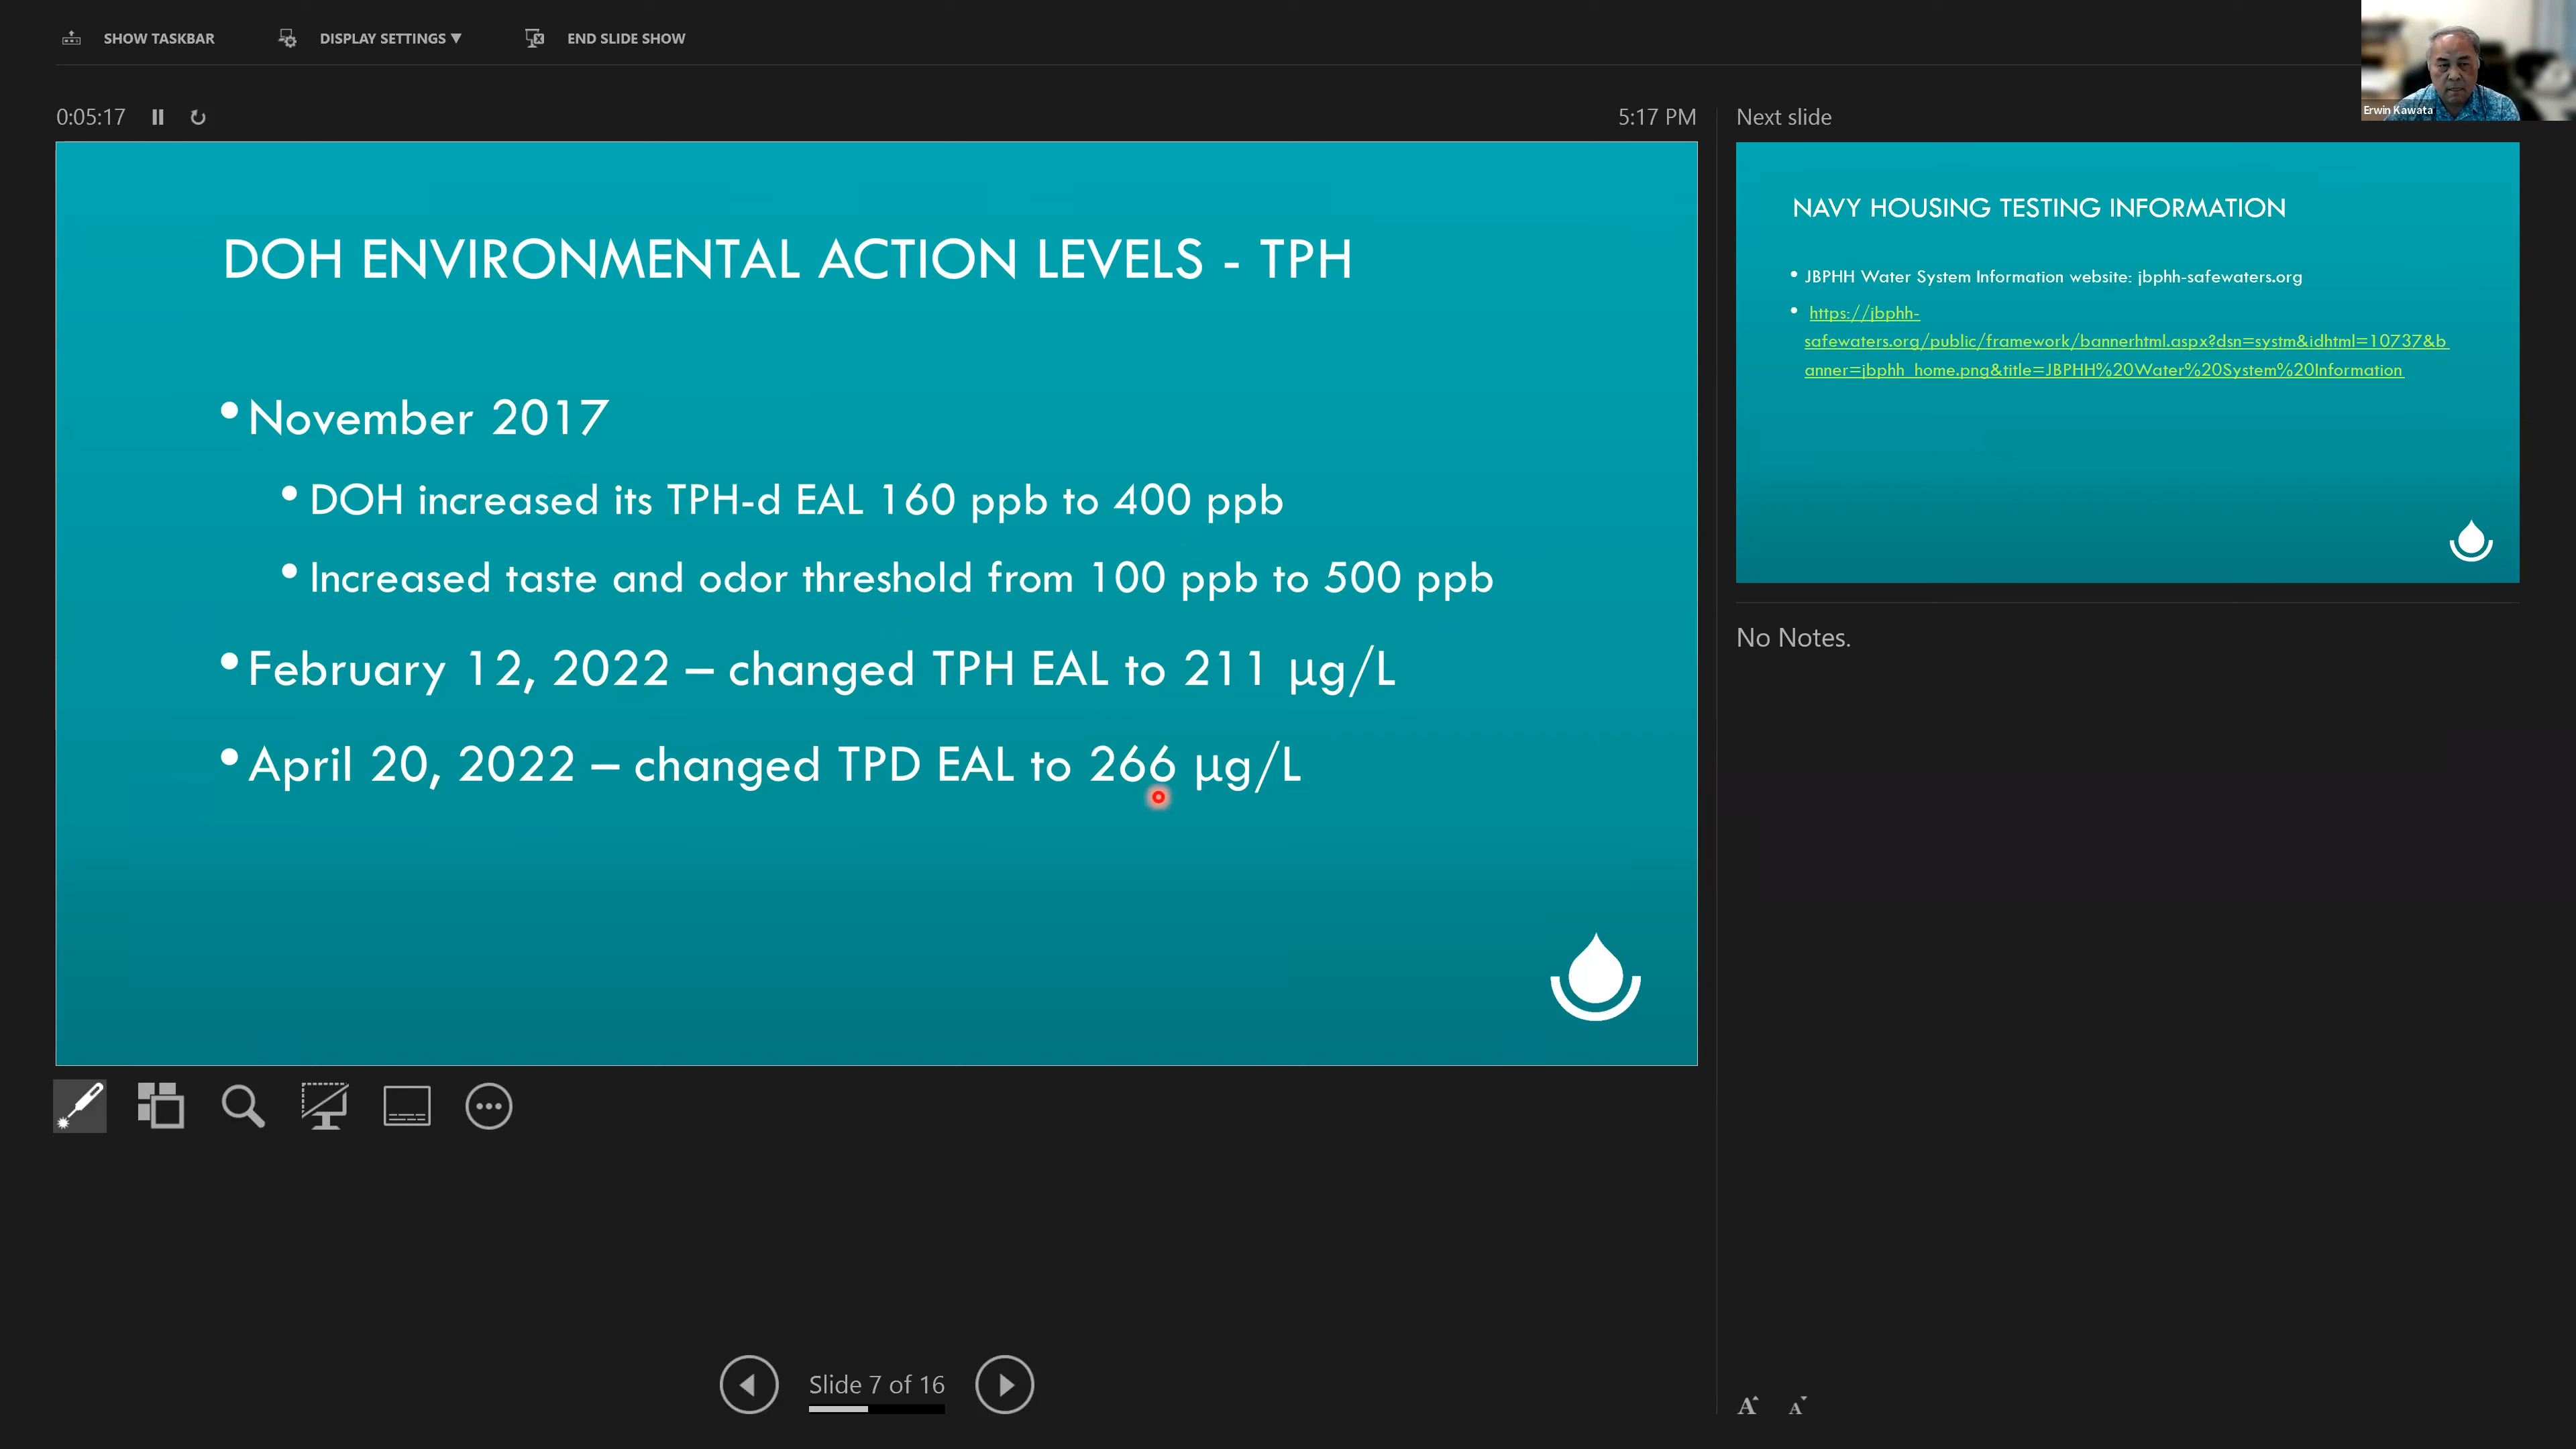 SHOW TASKBAR
DISPLAY SETTINGS ▼
END SLIDE SHOW
Erwin Kawata
0:05:17
5:17 PM
DOH ENVIRONMENTAL ACTION LEVELS - TPH
• November 2017
• DOH increased its TPH-d EAL 160 ppb to 400 ppb
• Increased taste and odor threshold from 100 ppb to 500 ppb
• February 12, 2022 – changed TPH EAL to 211 µg/L
• April 20, 2022 – changed TPD EAL to 266 µg/L
Next slide
NAVY HOUSING TESTING INFORMATION
• JBPHH Water System Information website: jbphh-safewaters.org
• https://jbphh-
safewaters.org/public/framework/bannerhtml.aspx?dsn=systm&idhtml=10737&b
anner=jbphh_home.png&title=JBPHH%20Water%20System%20Information
No Notes.
Slide 7 of 16
A A